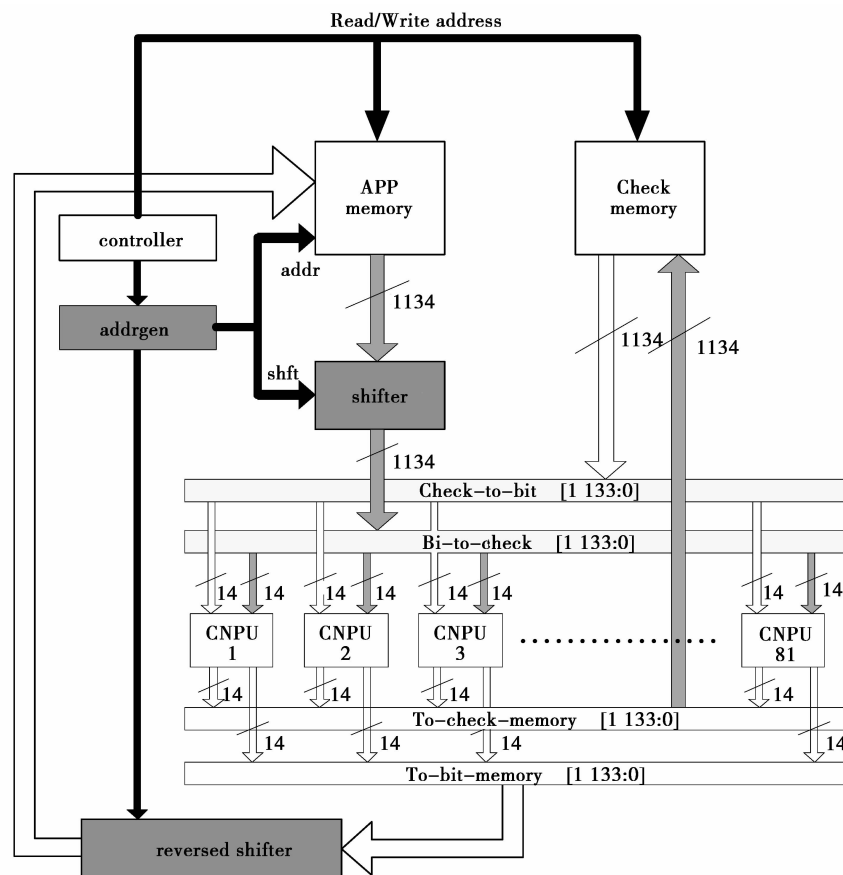 Read/Write address
APP
memory
Check
memory
controller
addr
addrgen
1134
1134
1134
shft
shifter
1134
Check-to-bit [1 133:0]
Bi-to-check [1 133:0]
14 14 14 14 14 14 14 14
CNPU
1
CNPU
2
CNPU
3
CNPU
81
14 14 14 14
To-check-memory [1 133:0]
14 14 14 14
To-bit-memory [1 133:0]
reversed shifter